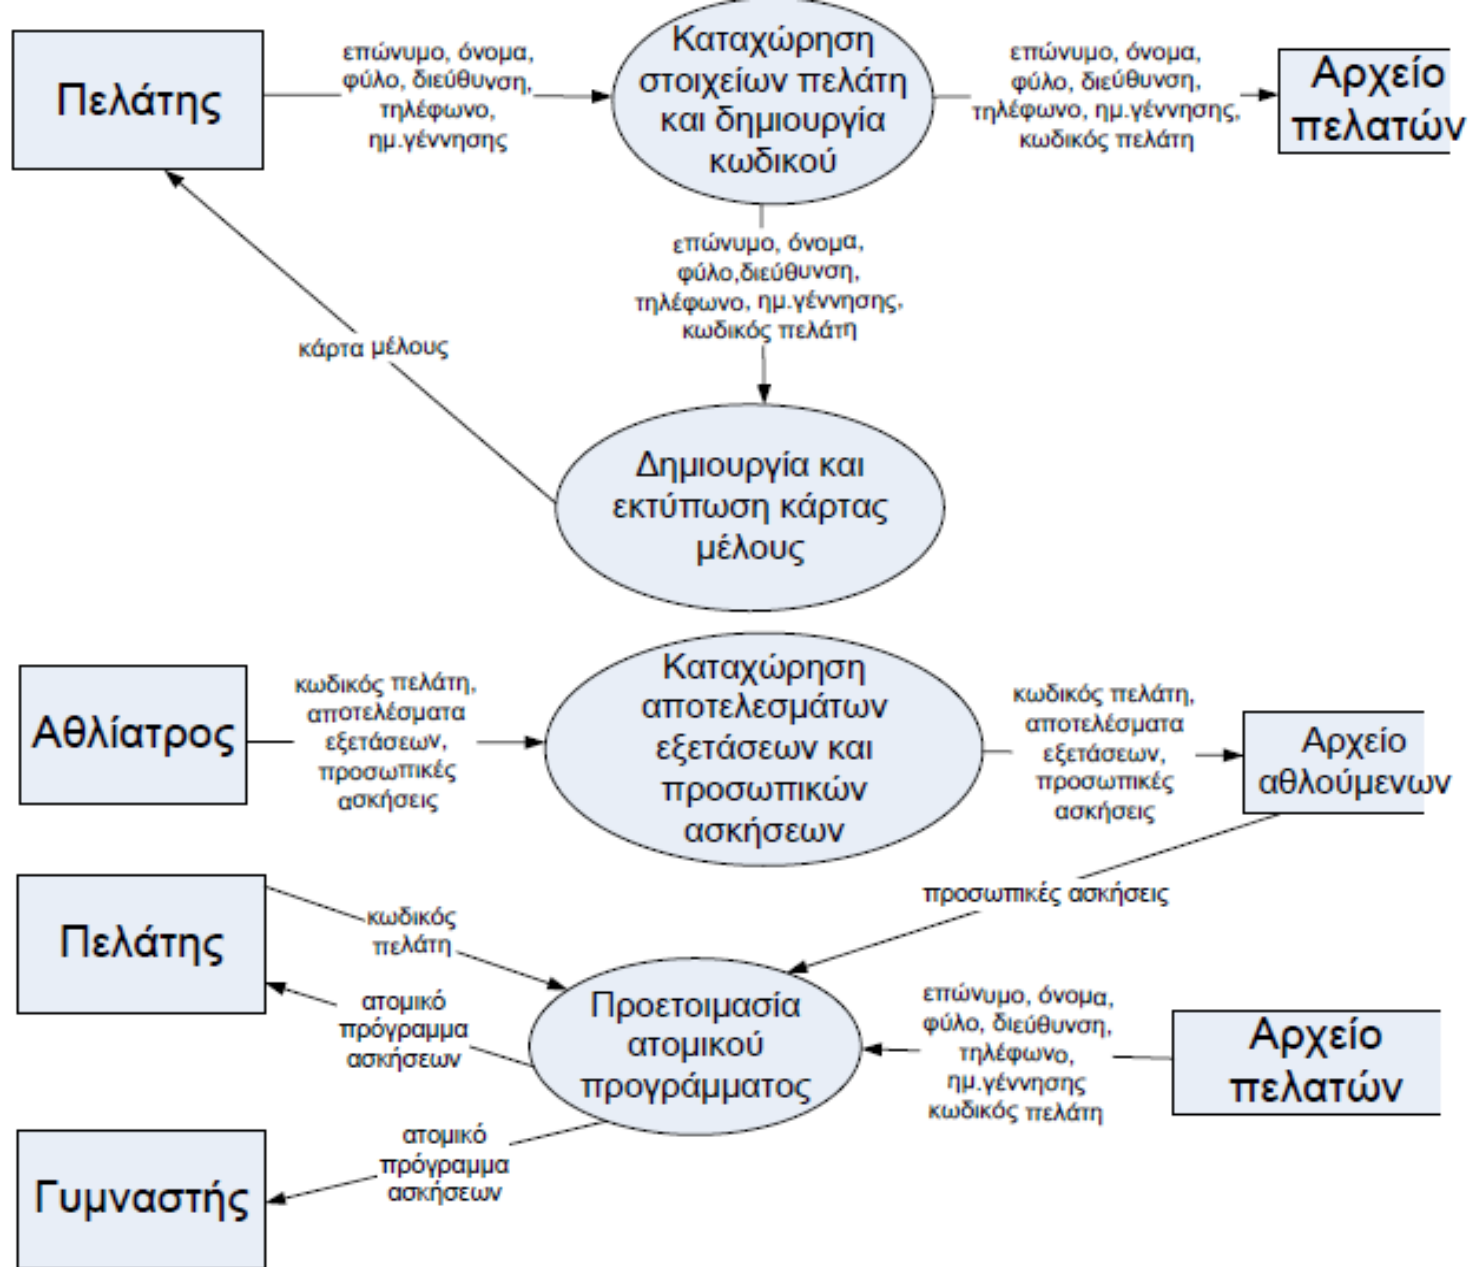 Πελάτης
επώνυμο, όνομα,
φύλο, διεύθυνση,
τηλέφωνο,
ημ.γέννησης
Καταχώρηση
στοιχείων πελάτη
και δημιουργία
κωδικού
επώνυμο, όνομα,
φύλο, διεύθυνση,
τηλέφωνο, ημ.γέννησης,
κωδικός πελάτη
Αρχείο
πελατών
επώνυμο, όνομα,
φύλο,διεύθυνση,
τηλέφωνο, ημ.γέννησης,
κωδικός πελάτη
κάρτα μέλους
Δημιουργία και
εκτύπωση κάρτας
μέλους
Αθλίατρος
κωδικός πελάτη,
αποτελέσματα
εξετάσεων,
προσωπικές
ασκήσεις
Καταχώρηση
αποτελεσμάτων
εξετάσεων και
προσωπικών
ασκήσεων
κωδικός πελάτη,
αποτελέσματα
εξετάσεων,
προσωπικές
ασκήσεις
Αρχείο
αθλούμενων
προσωπικές ασκήσεις
Πελάτης
κωδικός
πελάτη
ατομικό
πρόγραμμα
ασκήσεων
Προετοιμασία
ατομικού
προγράμματος
επώνυμο, όνομα,
φύλο, διεύθυνση,
τηλέφωνο,
ημ.γέννησης
κωδικός πελάτη
Αρχείο
πελατών
ατομικό
πρόγραμμα
ασκήσεων
Γυμναστής